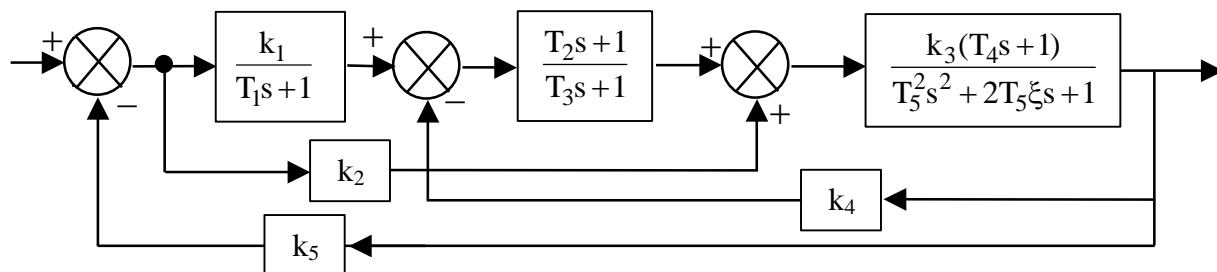 + k₁ + T₂s+1 + k₃(T₄s+1)
T₁s+1 T₃s+1 T₅²s²+2T₅ξs+1
− − +
k₂
k₄
k₅